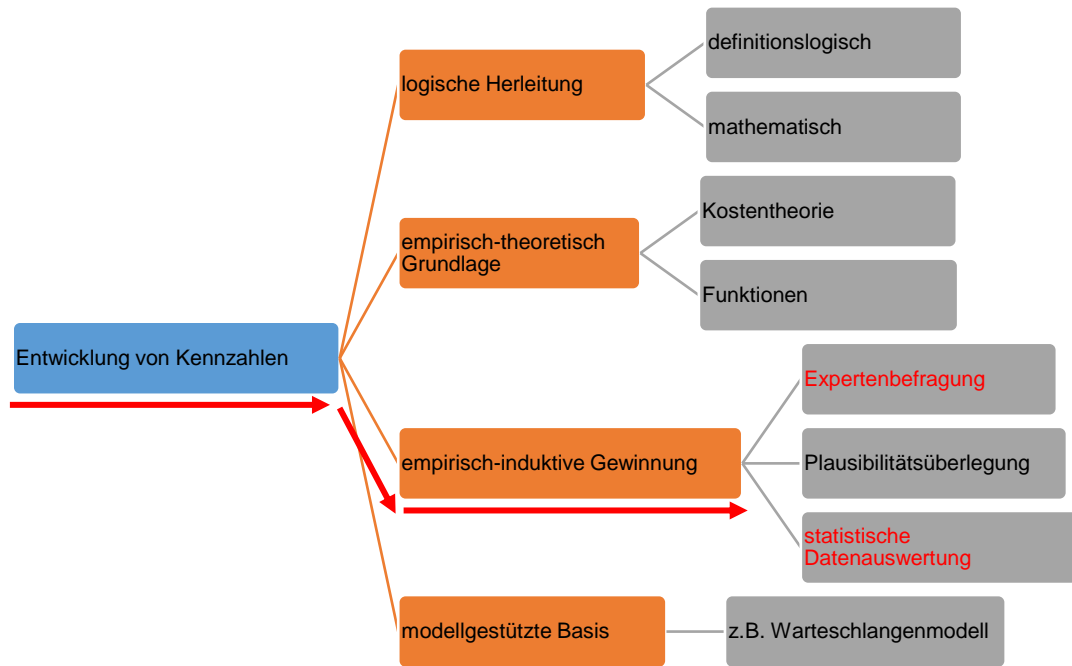 Entwicklung von Kennzahlen
logische Herleitung
definitionslogisch
mathematisch
empirisch-theoretisch
Grundlage
Kostentheorie
Funktionen
empirisch-induktive Gewinnung
Expertenbefragung
Plausibilitätsüberlegung
statistische
Datenauswertung
modellgestützte Basis
z.B. Warteschlangenmodell